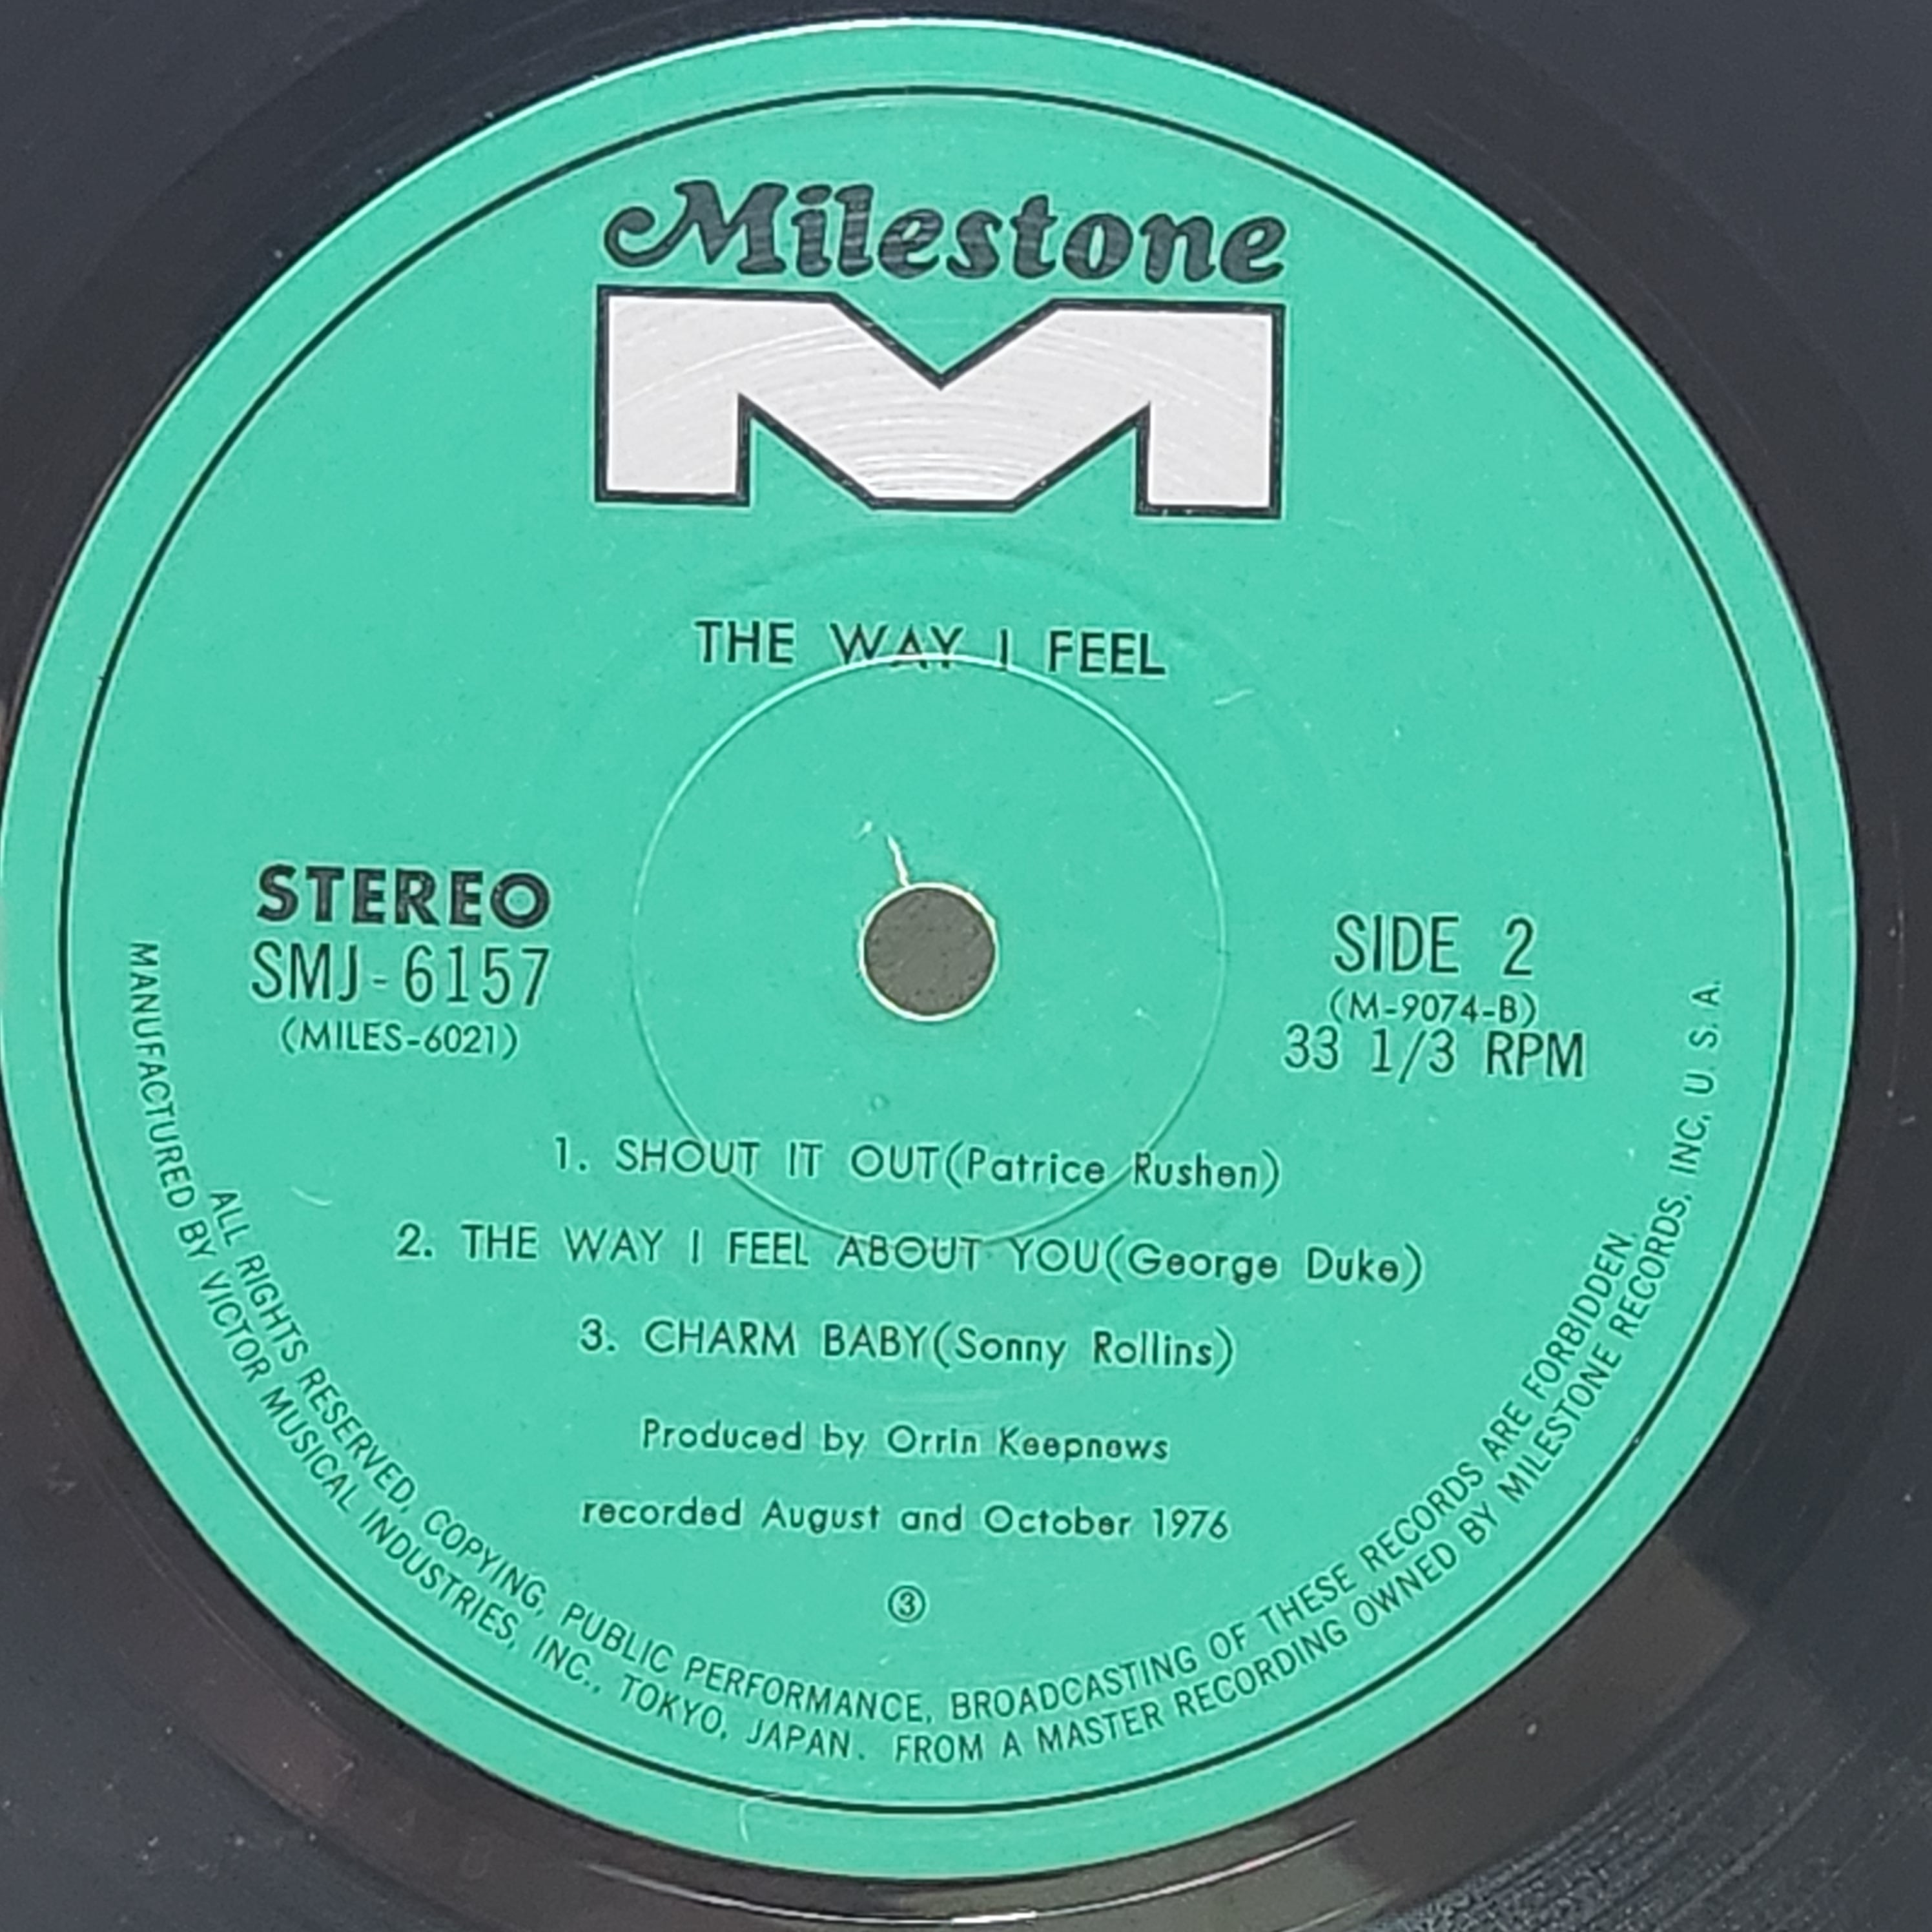 Milestone
M
THE WAY I FEEL
STEREO
SMJ-6157
(MILES-6021)
SIDE 2
(M-9074-B)
33 1/3 RPM
1. SHOUT IT OUT(Patrice Rushen)
2. THE WAY I FEEL ABOUT YOU(George Duke)
3. CHARM BABY(Sonny Rollins)
Produced by Orrin Keepnews
recorded August and October 1976
③
ALL RIGHTS RESERVED, COPYING, PUBLIC PERFORMANCE, BROADCASTING OF THESE RECORDS ARE FORBIDDEN.
MANUFACTURED BY VICTOR MUSICAL INDUSTRIES, INC., TOKYO, JAPAN. FROM A MASTER RECORDING OWNED BY MILESTONE RECORDS, INC, U. S. A.